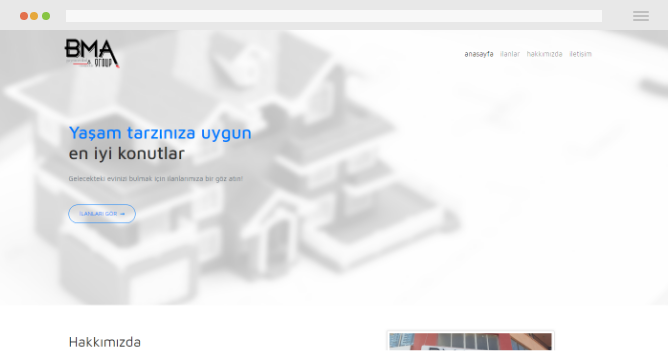 BMA
group
anasayfa ilanlar hakkımızda iletisim
Yaşam tarzınıza uygun
en iyi konutlar
Gelecekteki evinizi bulmak için ilanlarımıza bir göz atın!
İLANLARI GÖR →
Hakkımızda